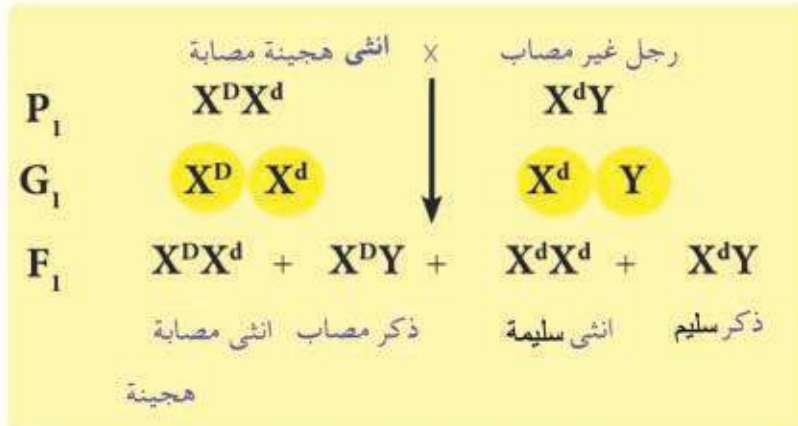 رجل غير مصاب X انثى هجينة مصابة
P₁ XᴰXᵈ XᵈY
G₁ Xᴰ Xᵈ Xᵈ Y
F₁ XᴰXᵈ + XᴰY + XᵈXᵈ + XᵈY
ذكر سليم انثى سليمة ذكر مصاب انثى مصابة
هجينة